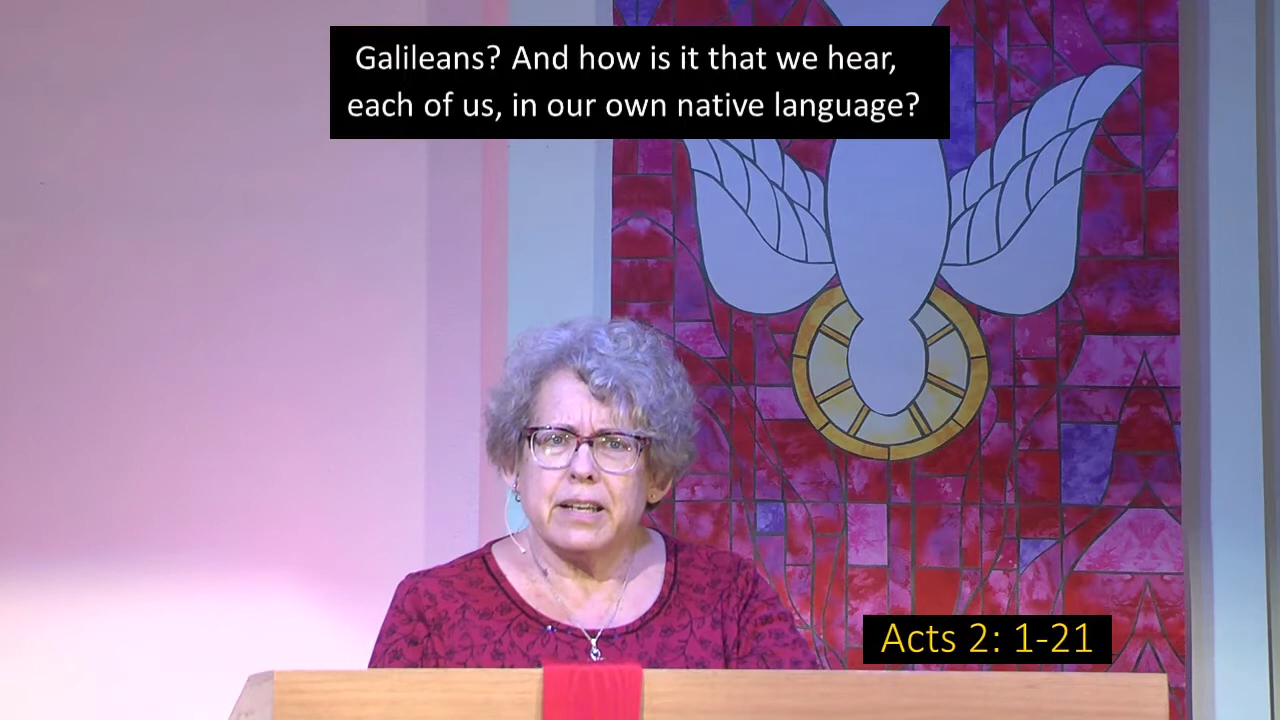 Galileans? And how is it that we hear,
each of us, in our own native language?
Acts 2: 1-21